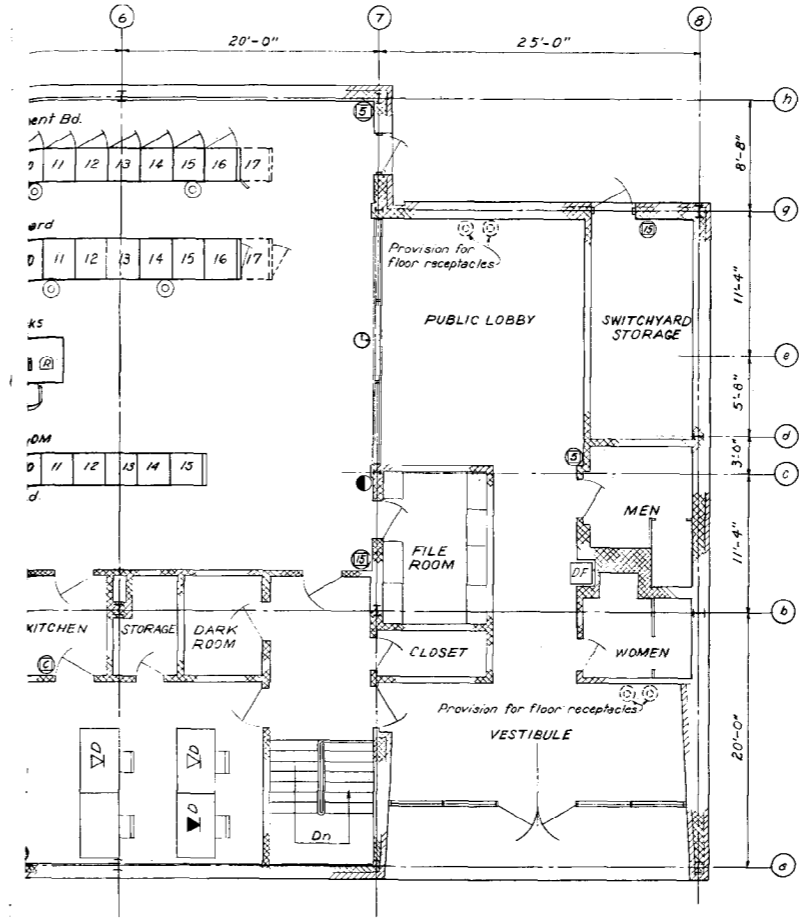 6
7
8
20'-0"
25'-0"
h
ent Bd.
5
11 12 13 14 15 16 17
8'-8"
g
15
ard
11 12 13 14 15 16 17
Provision for
floor receptacles
11'-4"
PUBLIC LOBBY
SWITCHYARD
STORAGE
ks
R
e
5'-8"
DM
11 12 13 14 15
d.
d
5
3'-6"
c
MEN
11'-4"
15
FILE
ROOM
DF
b
KITCHEN
STORAGE
DARK
ROOM
C
CLOSET
WOMEN
Provision for floor receptacles
VESTIBULE
20'-0"
D
D
D
Dn
a